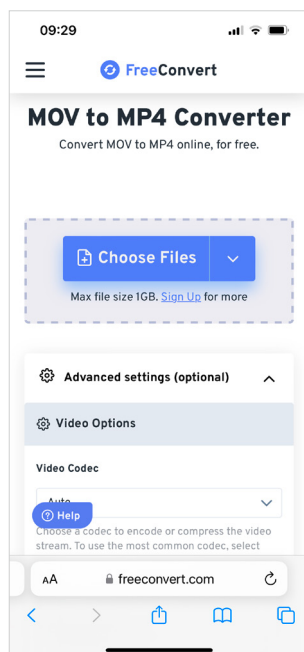 09:29
FreeConvert
MOV to MP4 Converter
Convert MOV to MP4 online, for free.
Choose Files
Max file size 1GB. Sign Up for more
Advanced settings (optional)
Video Options
Video Codec
Auto
Help
Choose a codec to encode or compress the video
stream. To use the most common codec, select
AA
freeconvert.com